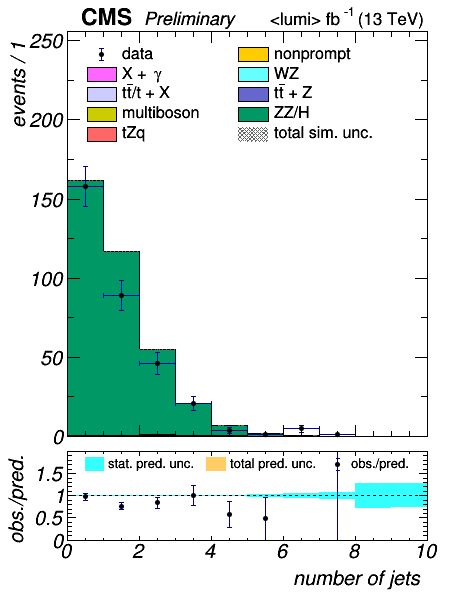 CMS Preliminary <lumi> fb⁻¹ (13 TeV)
events / 1
250
200
150
100
50
0
data nonprompt
X + γ WZ
tt̄/t + X tt̄ + Z
multiboson ZZ/H
tZq total sim. unc.
obs./pred.
1.5
1
0.5
0
stat. pred. unc. total pred. unc. obs./pred.
0 2 4 6 8 10
number of jets